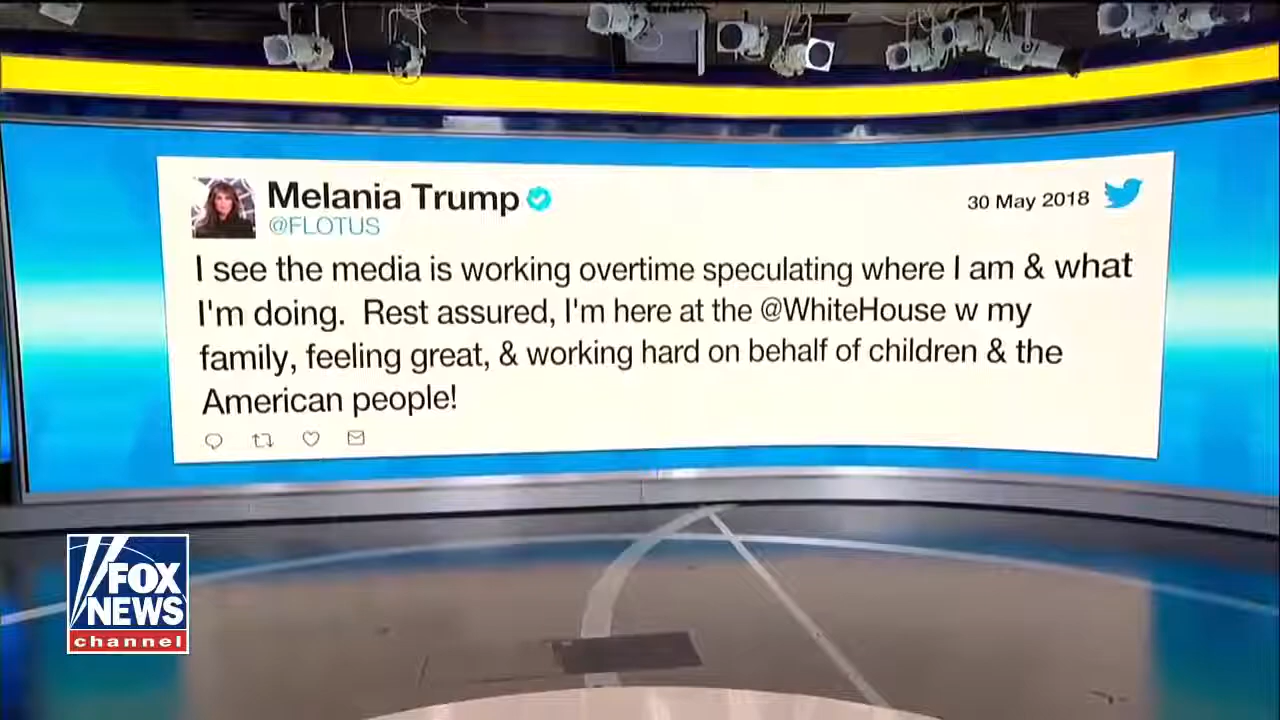 Melania Trump
@FLOTUS
30 May 2018
I see the media is working overtime speculating where I am & what
I'm doing.  Rest assured, I'm here at the @WhiteHouse w my
family, feeling great, & working hard on behalf of children & the
American people!
FOX
NEWS
channel